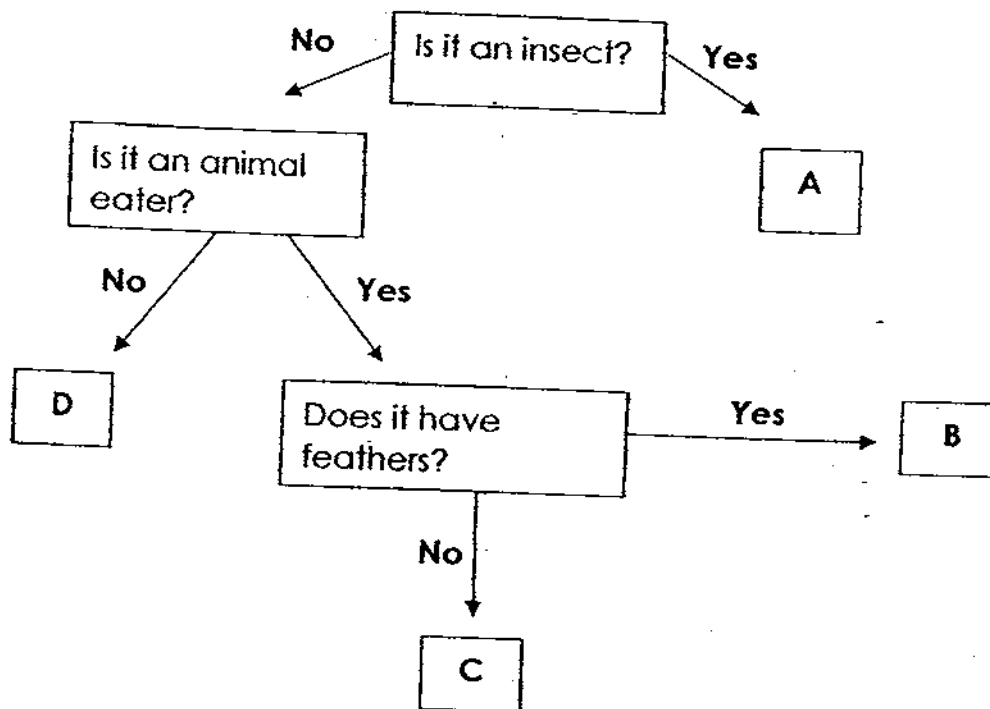 No
Is it an insect?
Yes
Is it an animal
eater?
A
No
Yes
D
Does it have
feathers?
Yes
B
No
C